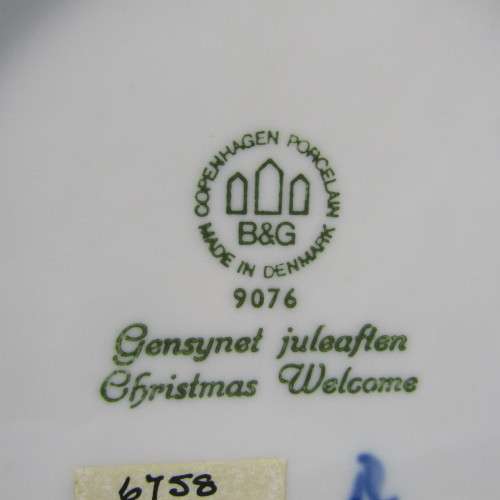 COPENHAGEN PORCELAIN
B&G
MADE IN DENMARK
9076
Gensynet juleaften
Christmas Welcome
6758